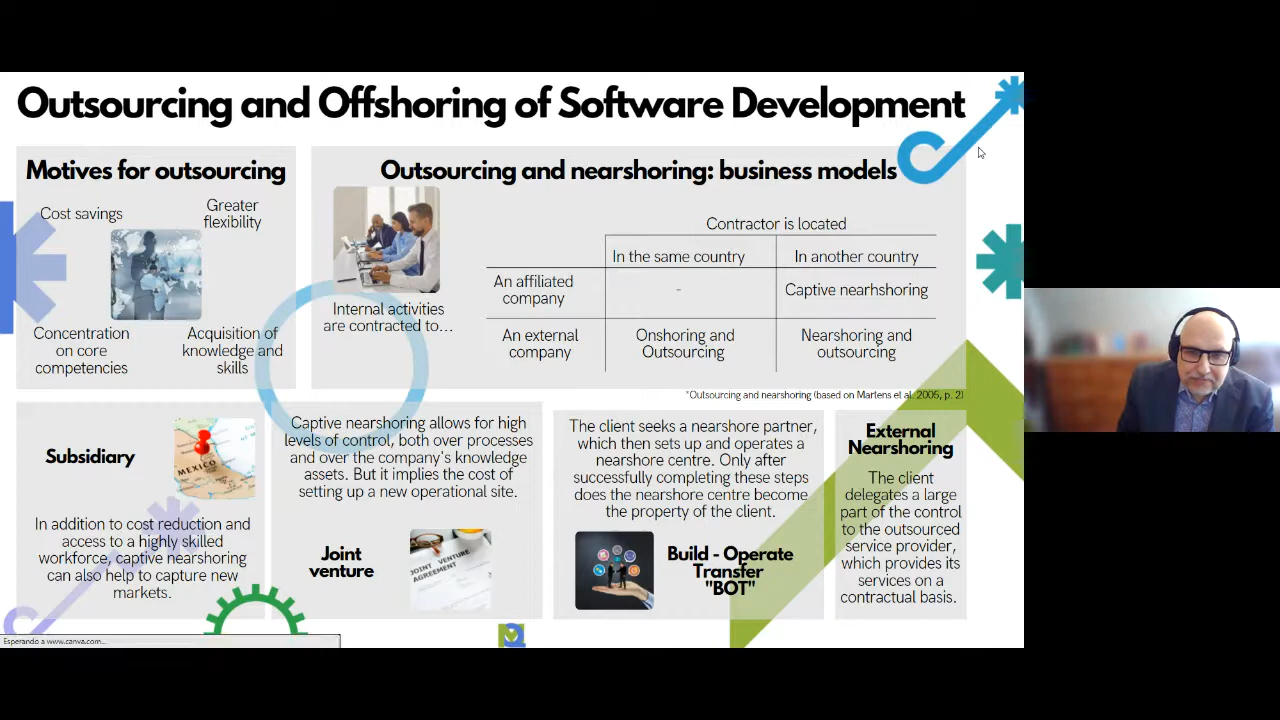 Outsourcing and Offshoring of Software Development
Motives for outsourcing
Cost savings
Greater
flexibility
Concentration
on core
competencies
Acquisition of
knowledge and
skills
Outsourcing and nearshoring: business models
Internal activities
are contracted to...
Contractor is located
In the same country
In another country
An affiliated
company
-
Captive nearhshoring
An external
company
Onshoring and
Outsourcing
Nearshoring and
outsourcing
*Outsourcing and nearshoring (based on Martens et al. 2005, p. 2)
Subsidiary
MEXICO
In addition to cost reduction and
access to a highly skilled
workforce, captive nearshoring
can also help to capture new
markets.
Captive nearshoring allows for high
levels of control, both over processes
and over the company's knowledge
assets. But it implies the cost of
setting up a new operational site.
Joint
venture
JOINT VENTURE
AGREEMENT
The client seeks a nearshore partner,
which then sets up and operates a
nearshore centre. Only after
successfully completing these steps
does the nearshore centre become
the property of the client.
Build - Operate
Transfer
"BOT"
External
Nearshoring
The client
delegates a large
part of the control
to the outsourced
service provider,
which provides its
services on a
contractual basis.
Esperando a www.canva.com...